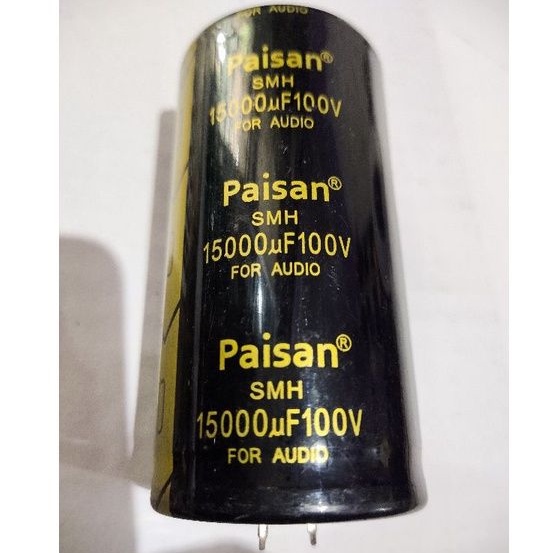 FOR AUDIO
Paisan®
SMH
15000µF100V
FOR AUDIO
Paisan®
SMH
15000µF100V
FOR AUDIO
Paisan®
SMH
15000µF100V
FOR AUDIO